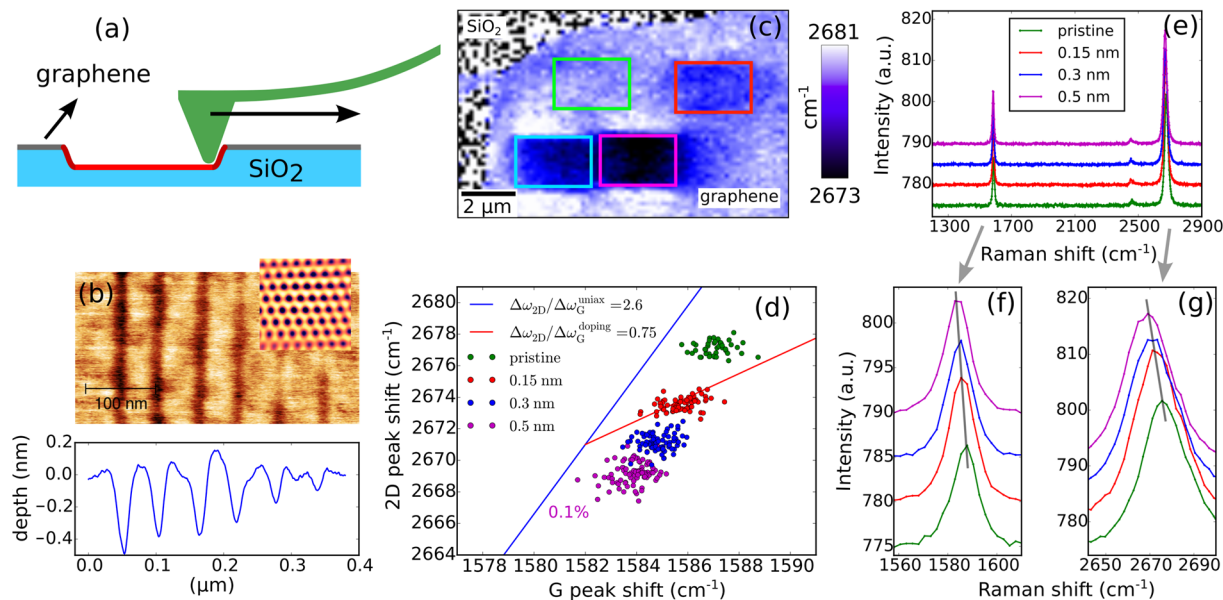 (a)
graphene
SiO2
(b)
100 nm
depth (nm)
0.2
0.0
−0.2
−0.4
0.0 0.1 0.2 0.3 0.4
(μm)
SiO2
(c)
2 μm
graphene
2681
cm-1
2673
(d)
2D peak shift (cm-1)
2680
2678
2676
2674
2672
2670
2668
2666
2664
Δω2D/ΔωG uniax =2.6
Δω2D/ΔωG doping =0.75
pristine
0.15 nm
0.3 nm
0.5 nm
0.1%
1578 1580 1582 1584 1586 1588 1590
G peak shift (cm-1)
(e)
Intensity (a.u.)
820
810
800
790
780
pristine
0.15 nm
0.3 nm
0.5 nm
1300 1700 2100 2500 2900
Raman shift (cm-1)
(f)
Intensity (a.u.)
800
795
790
785
780
775
1560 1580 1600
(g)
820
810
800
790
780
2650 2670 2690
Raman shift (cm-1)